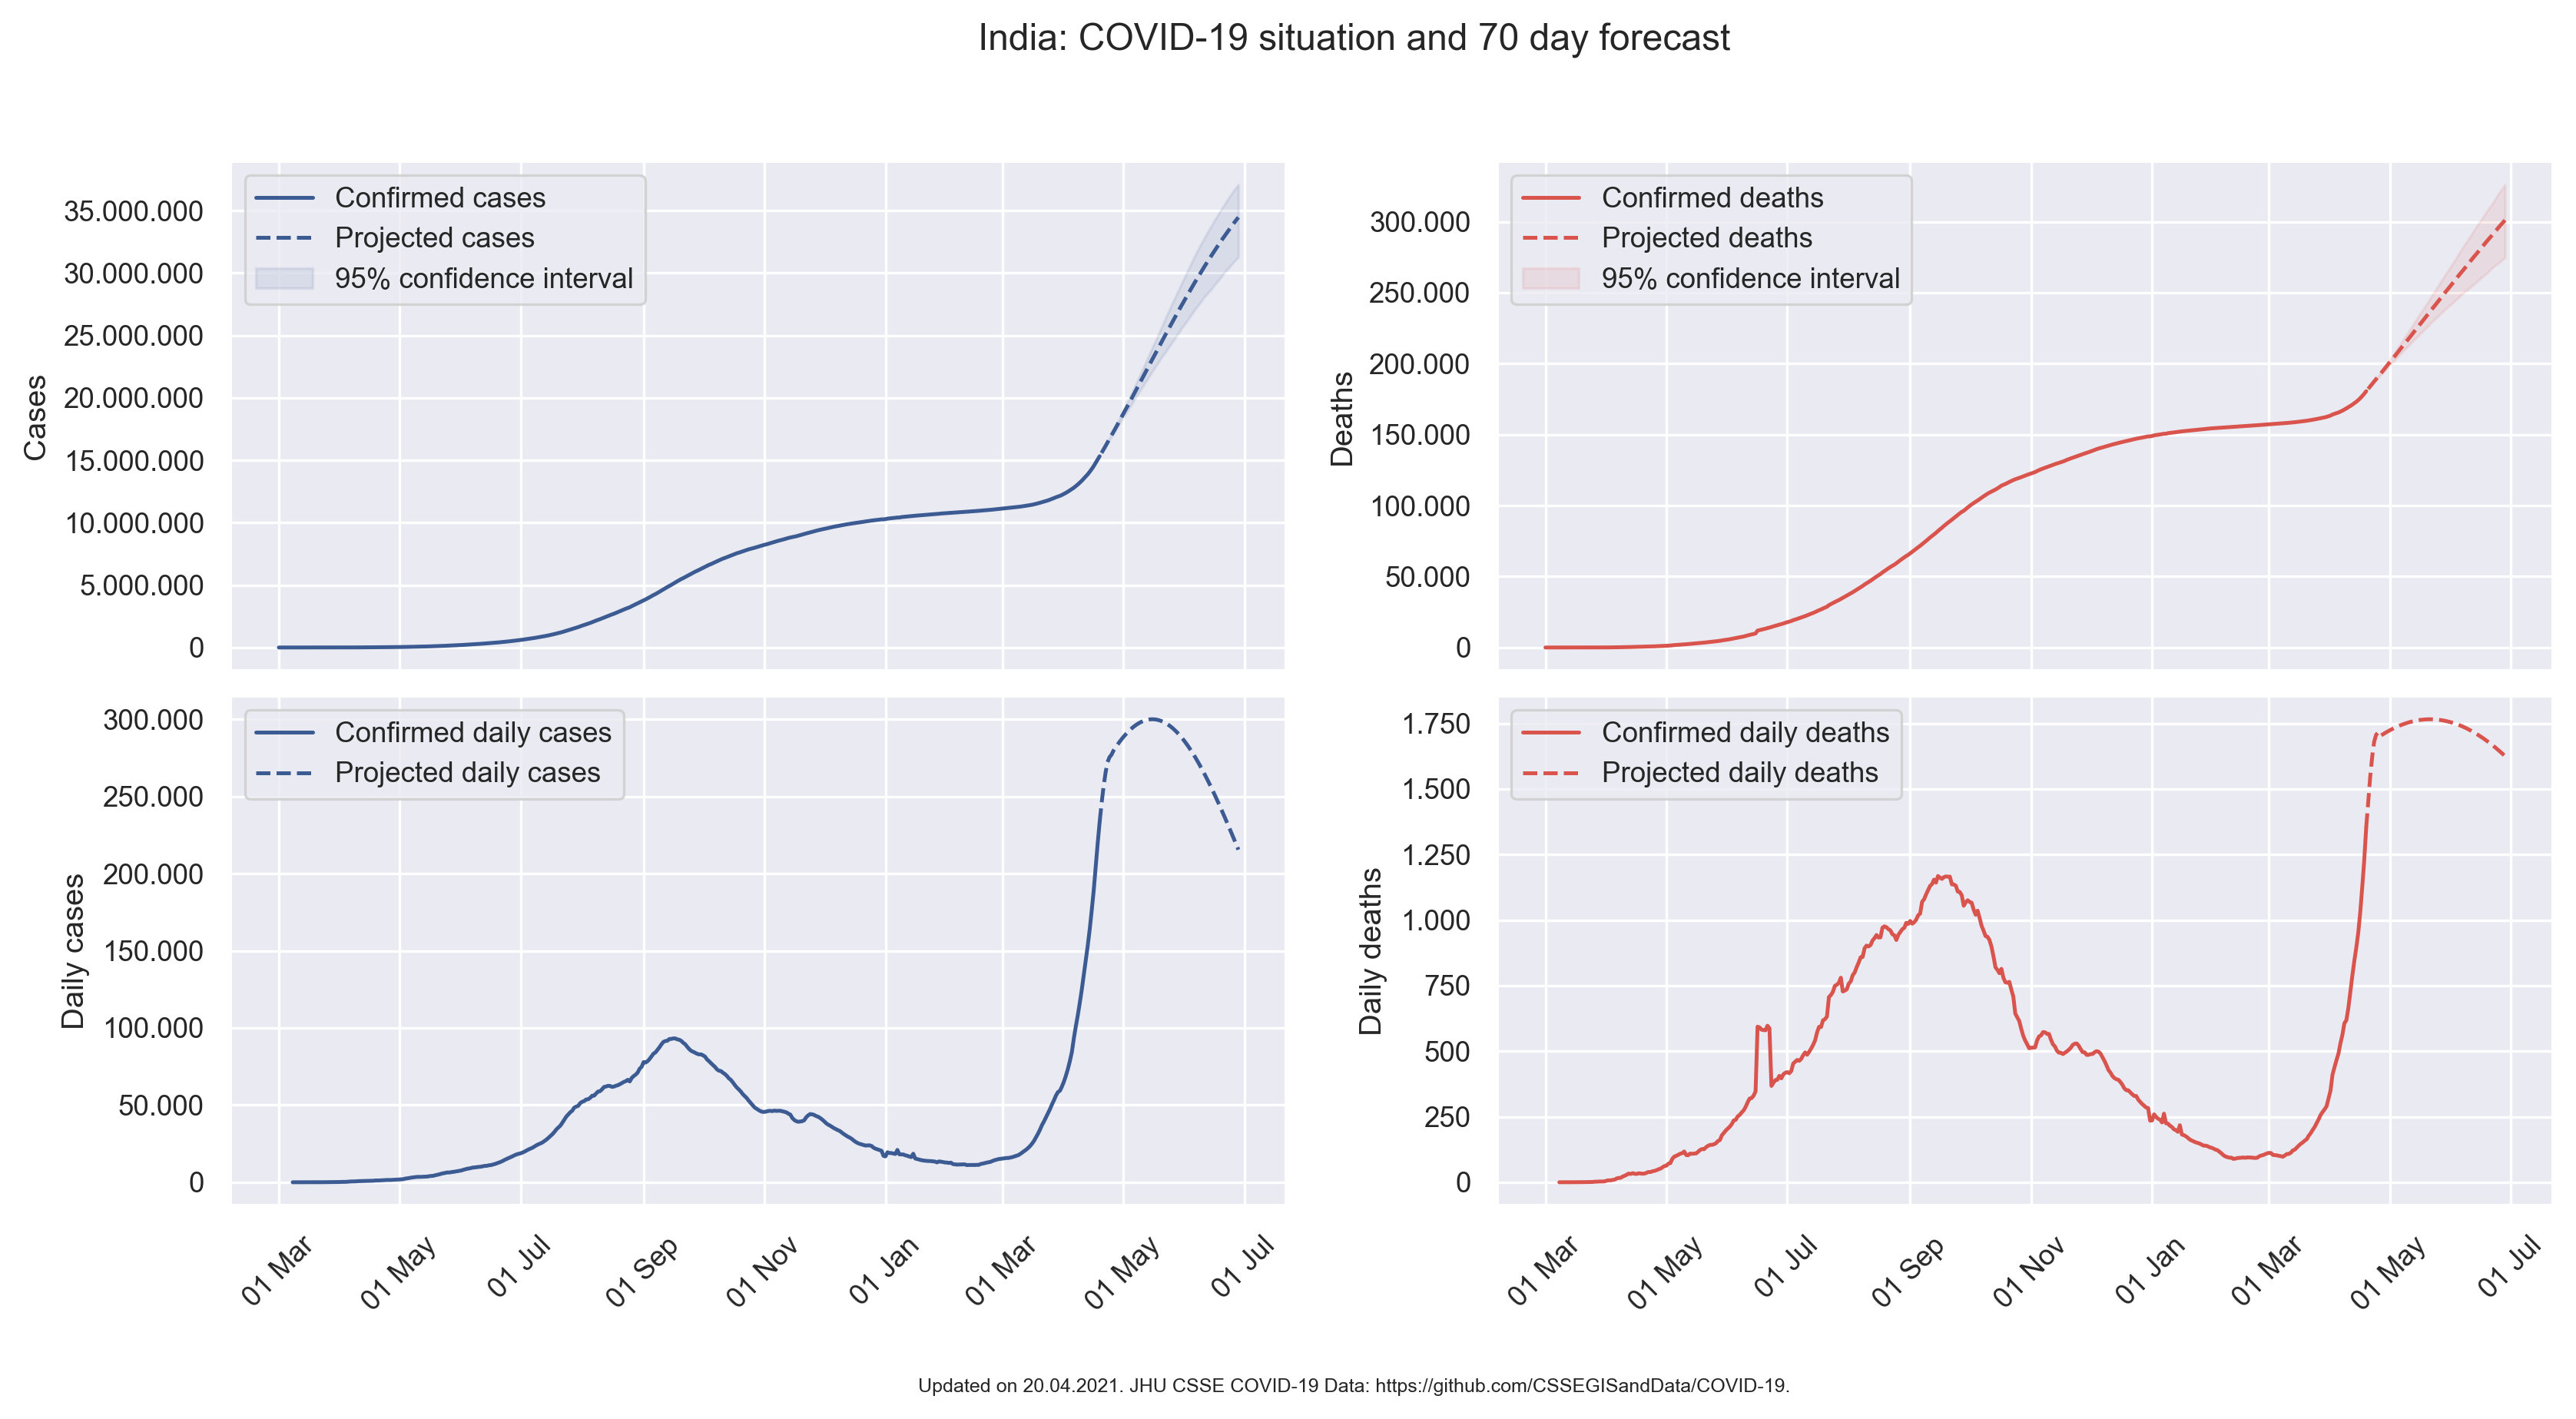 India: COVID-19 situation and 70 day forecast
Confirmed cases
Projected cases
95% confidence interval
35.000.000
30.000.000
25.000.000
20.000.000
15.000.000
10.000.000
5.000.000
0
Cases
Confirmed deaths
Projected deaths
95% confidence interval
300.000
250.000
200.000
150.000
100.000
50.000
0
Deaths
Confirmed daily cases
Projected daily cases
300.000
250.000
200.000
150.000
100.000
50.000
0
Daily cases
01 Mar
01 May
01 Jul
01 Sep
01 Nov
01 Jan
01 Mar
01 May
01 Jul
Confirmed daily deaths
Projected daily deaths
1.750
1.500
1.250
1.000
750
500
250
0
Daily deaths
01 Mar
01 May
01 Jul
01 Sep
01 Nov
01 Jan
01 Mar
01 May
01 Jul
Updated on 20.04.2021. JHU CSSE COVID-19 Data: https://github.com/CSSEGISandData/COVID-19.